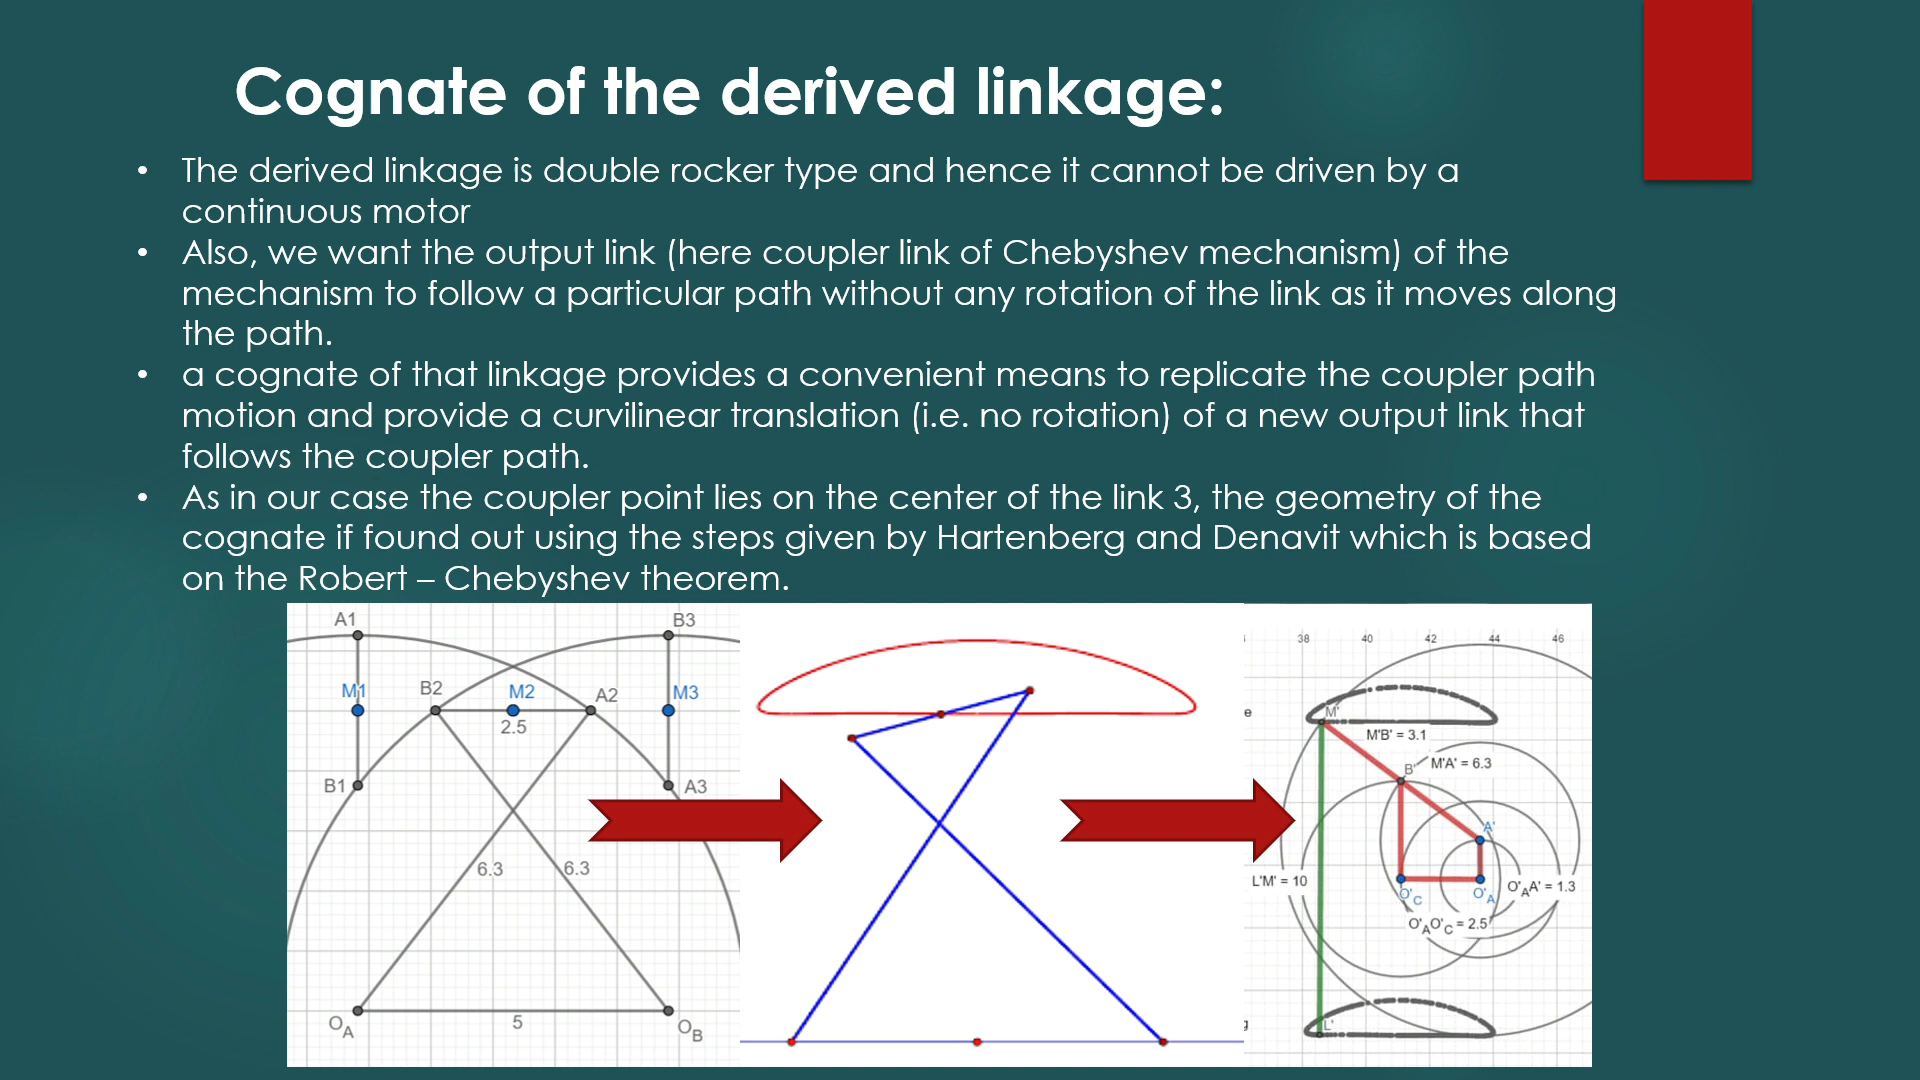 Cognate of the derived linkage:
• The derived linkage is double rocker type and hence it cannot be driven by a
continuous motor
• Also, we want the output link (here coupler link of Chebyshev mechanism) of the
mechanism to follow a particular path without any rotation of the link as it moves along
the path.
• a cognate of that linkage provides a convenient means to replicate the coupler path
motion and provide a curvilinear translation (i.e. no rotation) of a new output link that
follows the coupler path.
• As in our case the coupler point lies on the center of the link 3, the geometry of the
cognate if found out using the steps given by Hartenberg and Denavit which is based
on the Robert – Chebyshev theorem.
A1
B3
M1
B2
M2
A2
M3
2.5
B1
A3
6.3
6.3
OA
5
OB
38
40
42
44
46
e
M'
M'B' = 3.1
B'
M'A' = 6.3
A'
L'M' = 10
O'C
O'A
O'AA' = 1.3
O'AO'C = 2.5
L'